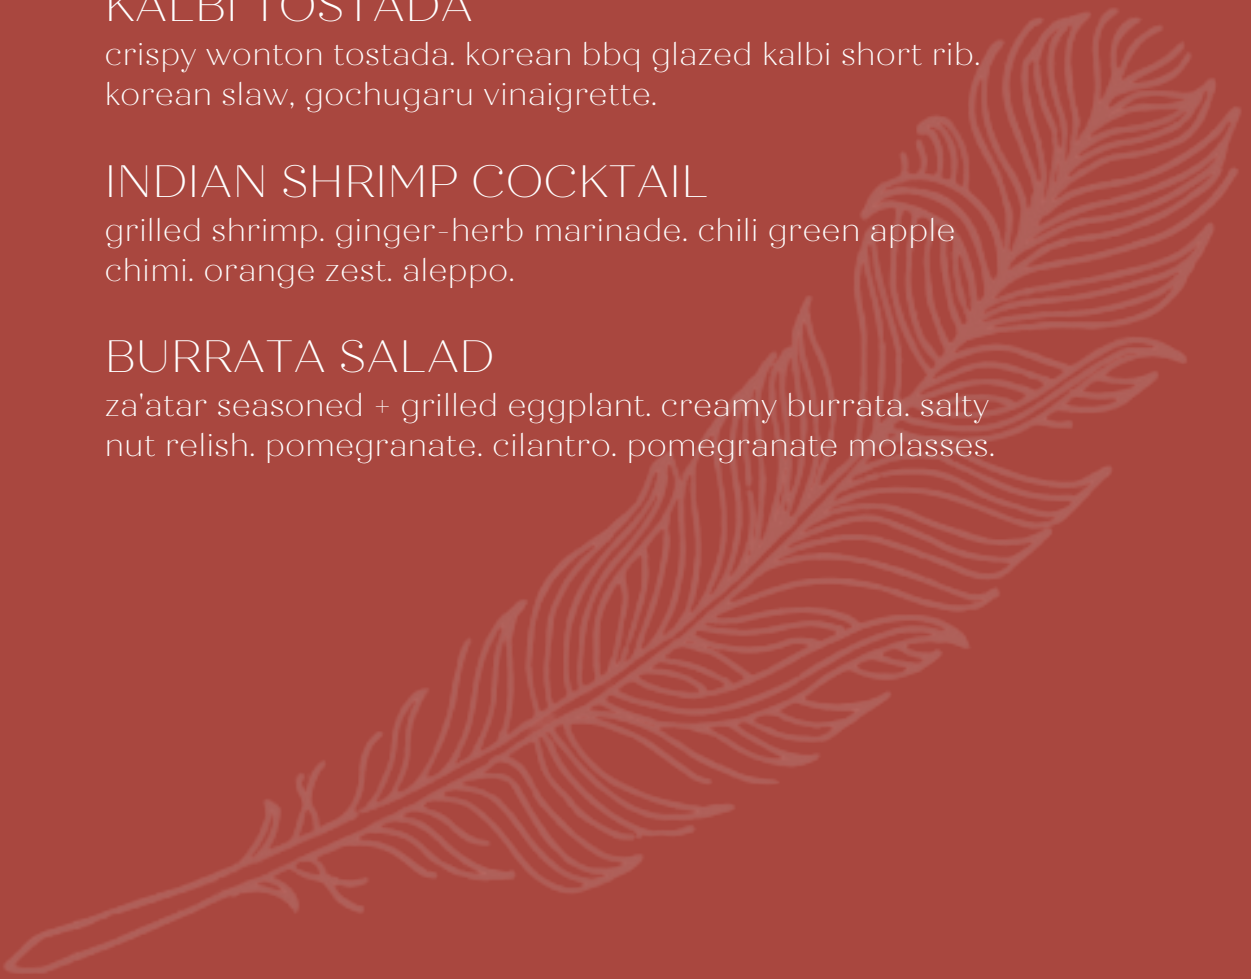 KALBI TOSTADA
crispy wonton tostada. korean bbq glazed kalbi short rib.
korean slaw, gochugaru vinaigrette.
INDIAN SHRIMP COCKTAIL
grilled shrimp. ginger-herb marinade. chili green apple
chimi. orange zest. aleppo.
BURRATA SALAD
za'atar seasoned + grilled eggplant. creamy burrata. salty
nut relish. pomegranate. cilantro. pomegranate molasses.